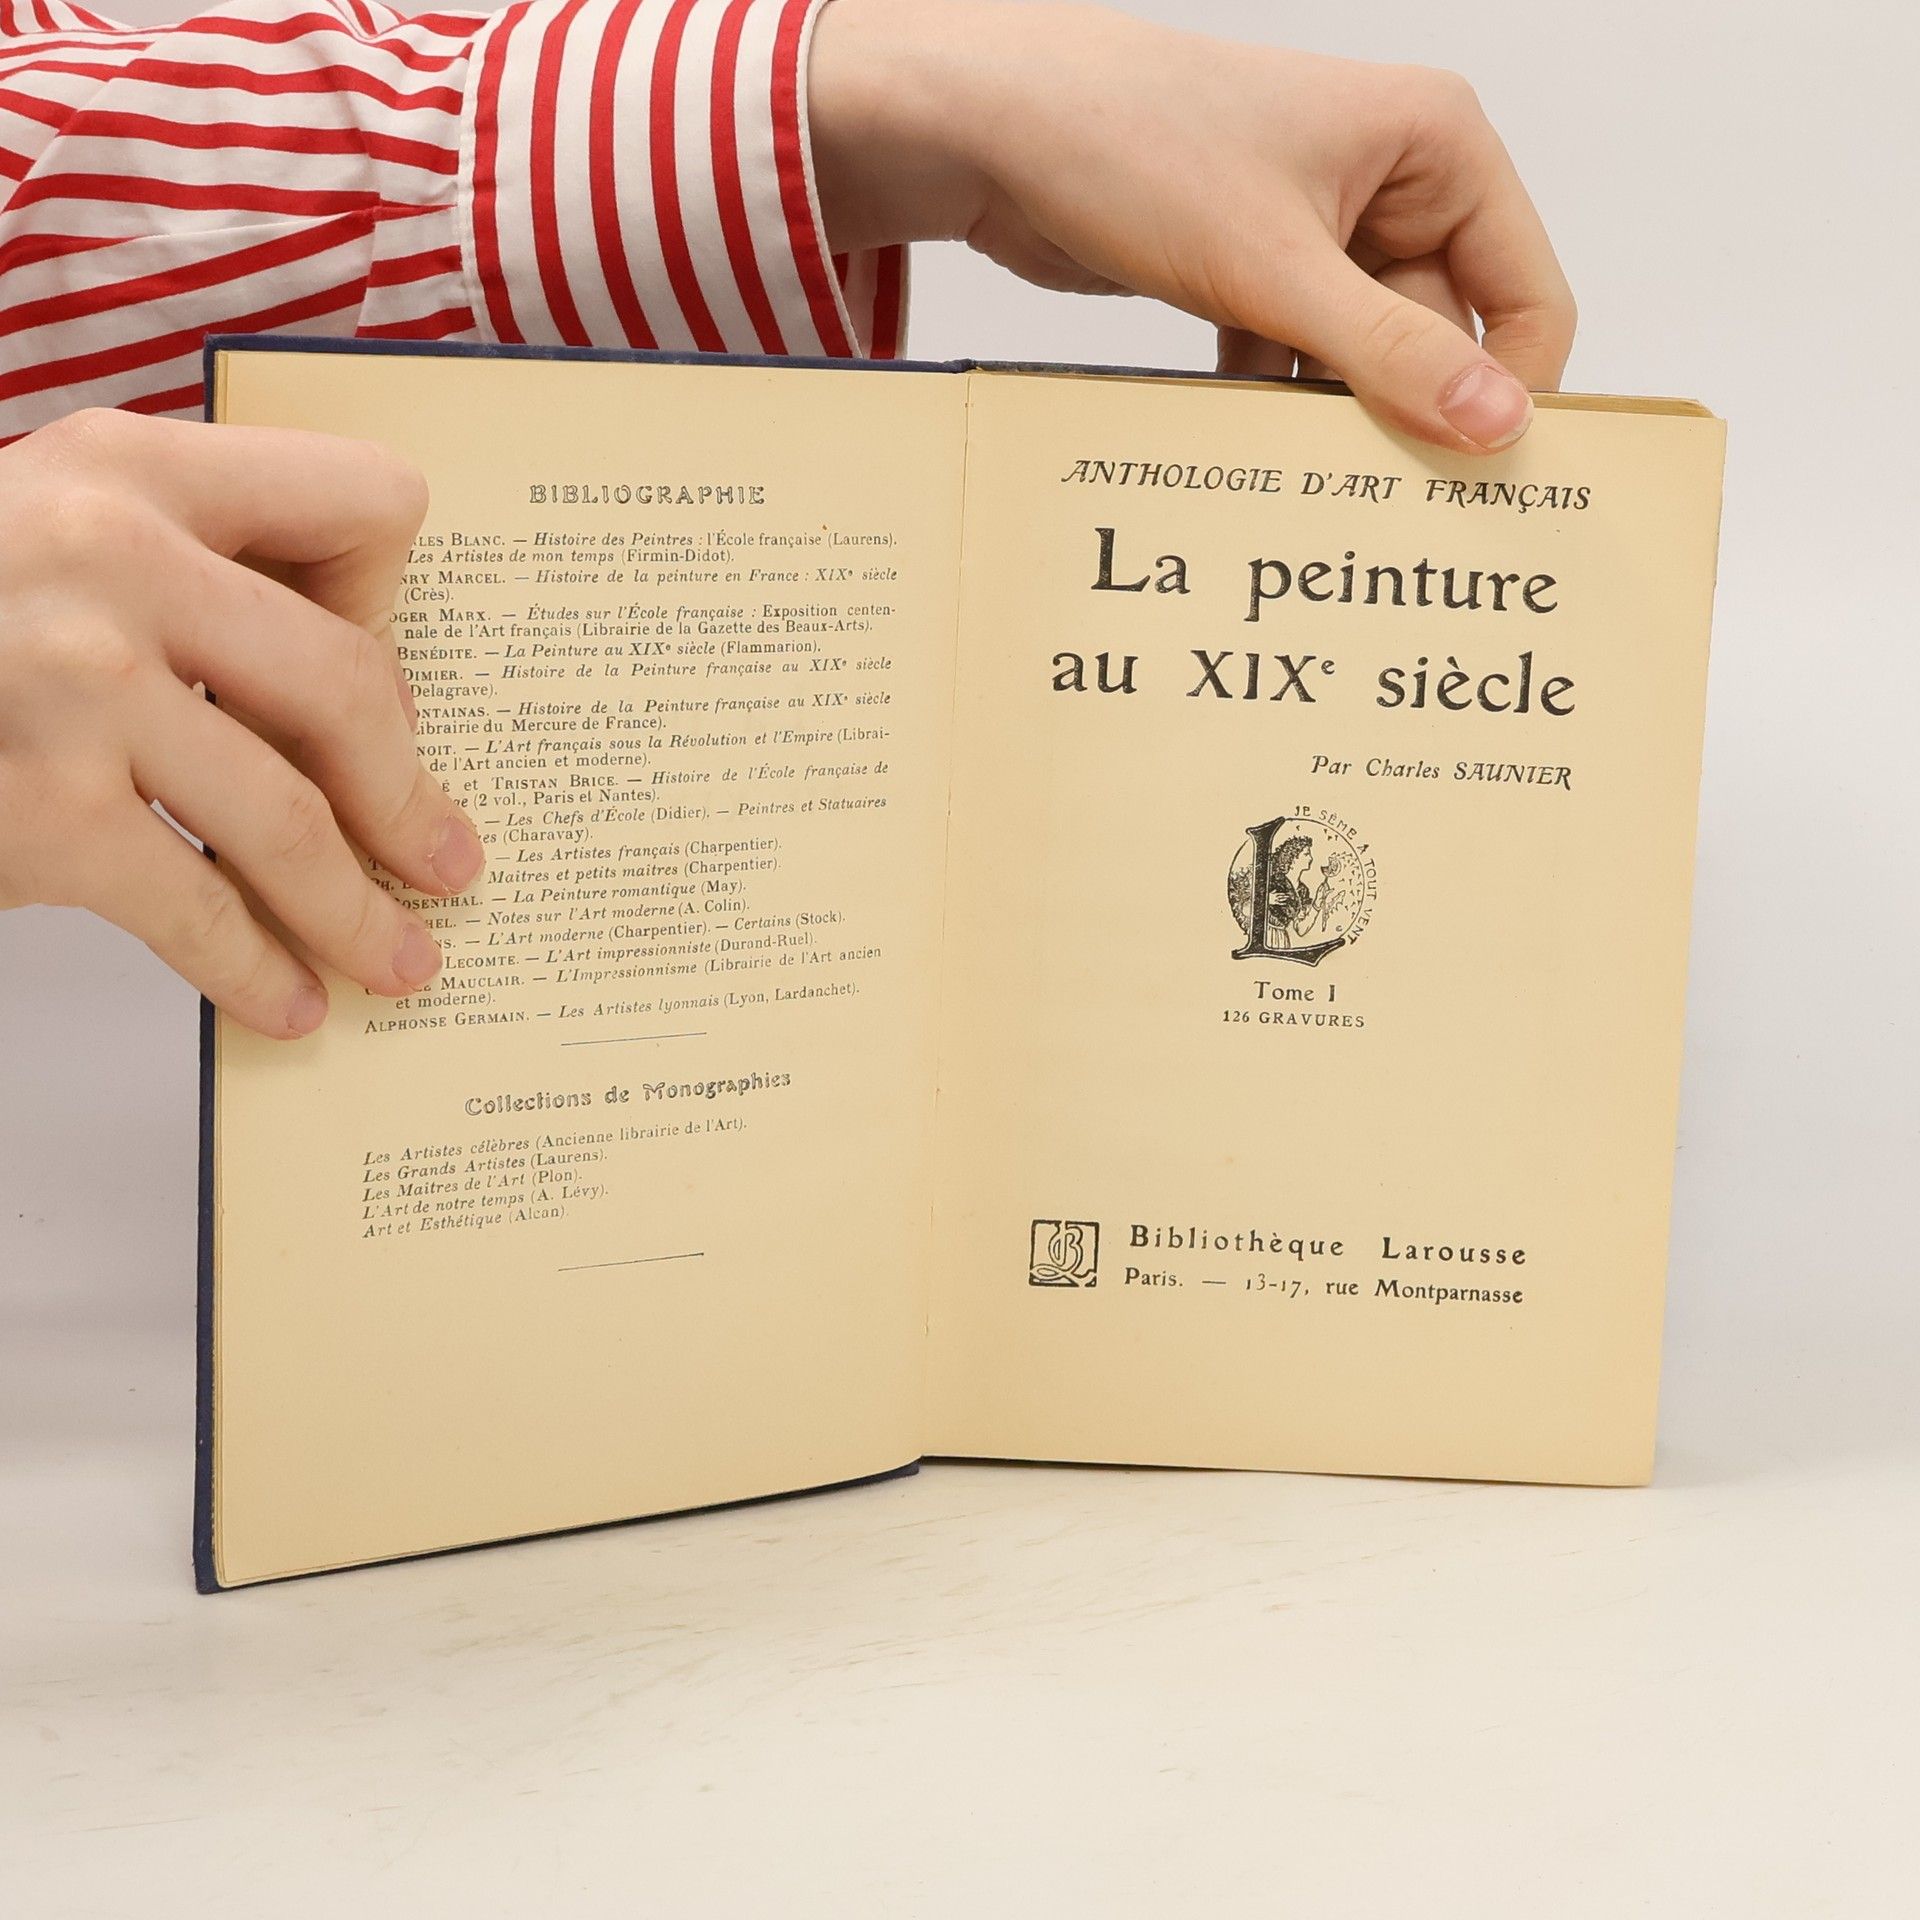 BIBLIOGRAPHIE
BLANC. — Histoire des Peintres : l'École française (Laurens).
Les Artistes de mon temps (Firmin-Didot).
MARCEL. — Histoire de la peinture en France : XIXe siècle
(Crès).
MARX. — Études sur l'École française : Exposition centen-
nale de l'Art français (Librairie de la Gazette des Beaux-Arts).
BENÉDITE. — La Peinture au XIXe siècle (Flammarion).
DIMIER. — Histoire de la Peinture française au XIXe siècle
Delagrave).
— Histoire de la Peinture française au XIXe siècle
du Mercure de France).
— L'Art français sous la Révolution et l'Empire (Librai-
de l'Art ancien et moderne).
et TRISTAN BRICE. — Histoire de l'École française de
(2 vol., Paris et Nantes).
— Les Chefs d'École (Didier). — Peintres et Statuaires
(Charavay).
— Les Artistes français (Charpentier).
Maîtres et petits maîtres (Charpentier).
— La Peinture romantique (May).
— Notes sur l'Art moderne (A. Colin).
— L'Art moderne (Charpentier). — Certains (Stock).
LECOMTE. — L'Art impressionniste (Durand-Ruel).
MAUCLAIR. — L'Impressionnisme (Librairie de l'Art ancien
et moderne).
ALPHONSE GERMAIN. — Les Artistes lyonnais (Lyon, Lardanchet).
Collections de Monographies
Les Artistes célèbres (Ancienne librairie de l'Art).
Les Grands Artistes (Laurens).
Les Maîtres de l'Art (Plon).
L'Art de notre temps (A. Lévy).
Art et Esthétique (Alcan).
ANTHOLOGIE D'ART FRANÇAIS
La peinture
au XIXe siècle
Par Charles SAUNIER
JE SÈME À TOUT VENT
L
Tome I
126 GRAVURES
Bibliothèque Larousse
Paris. — 13-17, rue Montparnasse